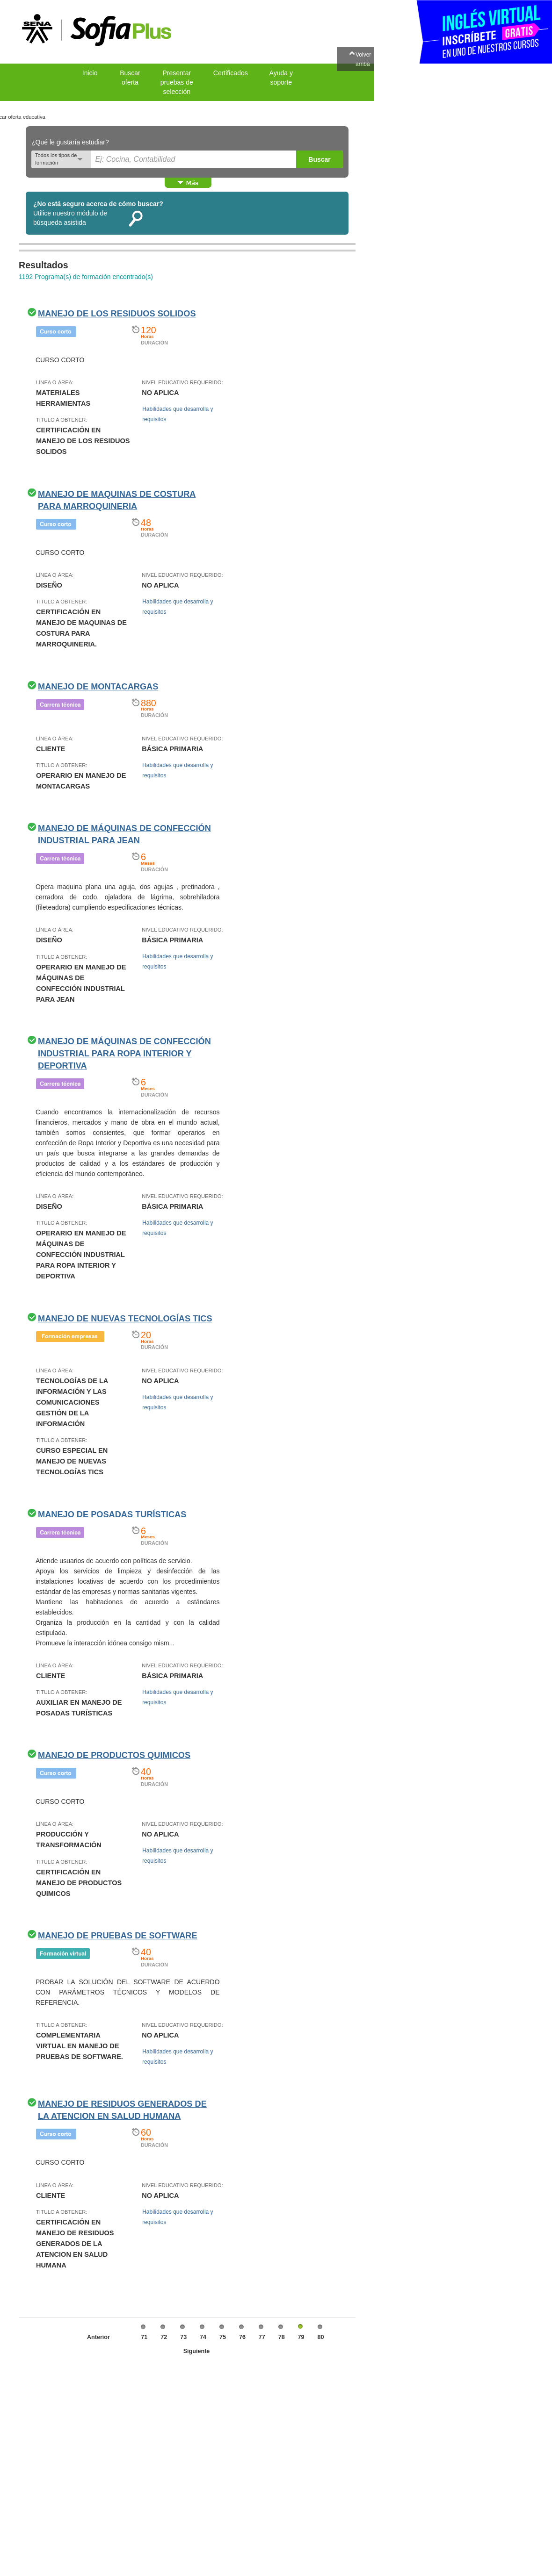 SENA
SofiaPlus
INGLÉS VIRTUAL
INSCRÍBETE GRATIS
EN UNO DE NUESTROS CURSOS
Volver
arriba
Inicio
Buscar
oferta
Presentar
pruebas de
selección
Certificados
Ayuda y
soporte
car oferta educativa
¿Qué le gustaría estudiar?
Todos los tipos de
formación
Ej: Cocina, Contabilidad
Buscar
Más
¿No está seguro acerca de cómo buscar?
Utilice nuestro módulo de
búsqueda asistida
Resultados
1192 Programa(s) de formación encontrado(s)
MANEJO DE LOS RESIDUOS SOLIDOS
Curso corto
120
Horas
DURACIÓN
CURSO CORTO
LÍNEA O ÁREA:
MATERIALES
HERRAMIENTAS
TITULO A OBTENER:
CERTIFICACIÓN EN
MANEJO DE LOS RESIDUOS
SOLIDOS
NIVEL EDUCATIVO REQUERIDO:
NO APLICA
Habilidades que desarrolla y
requisitos
MANEJO DE MAQUINAS DE COSTURA
PARA MARROQUINERIA
Curso corto
48
Horas
DURACIÓN
CURSO CORTO
LÍNEA O ÁREA:
DISEÑO
TITULO A OBTENER:
CERTIFICACIÓN EN
MANEJO DE MAQUINAS DE
COSTURA PARA
MARROQUINERIA.
NIVEL EDUCATIVO REQUERIDO:
NO APLICA
Habilidades que desarrolla y
requisitos
MANEJO DE MONTACARGAS
Carrera técnica
880
Horas
DURACIÓN
LÍNEA O ÁREA:
CLIENTE
TITULO A OBTENER:
OPERARIO EN MANEJO DE
MONTACARGAS
NIVEL EDUCATIVO REQUERIDO:
BÁSICA PRIMARIA
Habilidades que desarrolla y
requisitos
MANEJO DE MÁQUINAS DE CONFECCIÓN
INDUSTRIAL PARA JEAN
Carrera técnica
6
Meses
DURACIÓN
Opera maquina plana una aguja, dos agujas , pretinadora ,
cerradora de codo, ojaladora de lágrima, sobrehiladora
(fileteadora) cumpliendo especificaciones técnicas.
LÍNEA O ÁREA:
DISEÑO
TITULO A OBTENER:
OPERARIO EN MANEJO DE
MÁQUINAS DE
CONFECCIÓN INDUSTRIAL
PARA JEAN
NIVEL EDUCATIVO REQUERIDO:
BÁSICA PRIMARIA
Habilidades que desarrolla y
requisitos
MANEJO DE MÁQUINAS DE CONFECCIÓN
INDUSTRIAL PARA ROPA INTERIOR Y
DEPORTIVA
Carrera técnica
6
Meses
DURACIÓN
Cuando encontramos la internacionalización de recursos
financieros, mercados y mano de obra en el mundo actual,
también somos consientes, que formar operarios en
confección de Ropa Interior y Deportiva es una necesidad para
un país que busca integrarse a las grandes demandas de
productos de calidad y a los estándares de producción y
eficiencia del mundo contemporáneo.
LÍNEA O ÁREA:
DISEÑO
TITULO A OBTENER:
OPERARIO EN MANEJO DE
MÁQUINAS DE
CONFECCIÓN INDUSTRIAL
PARA ROPA INTERIOR Y
DEPORTIVA
NIVEL EDUCATIVO REQUERIDO:
BÁSICA PRIMARIA
Habilidades que desarrolla y
requisitos
MANEJO DE NUEVAS TECNOLOGÍAS TICS
Formación empresas
20
Horas
DURACIÓN
LÍNEA O ÁREA:
TECNOLOGÍAS DE LA
INFORMACIÓN Y LAS
COMUNICACIONES
GESTIÓN DE LA
INFORMACIÓN
TITULO A OBTENER:
CURSO ESPECIAL EN
MANEJO DE NUEVAS
TECNOLOGÍAS TICS
NIVEL EDUCATIVO REQUERIDO:
NO APLICA
Habilidades que desarrolla y
requisitos
MANEJO DE POSADAS TURÍSTICAS
Carrera técnica
6
Meses
DURACIÓN
Atiende usuarios de acuerdo con políticas de servicio.
Apoya los servicios de limpieza y desinfección de las
instalaciones locativas de acuerdo con los procedimientos
estándar de las empresas y normas sanitarias vigentes.
Mantiene las habitaciones de acuerdo a estándares
establecidos.
Organiza la producción en la cantidad y con la calidad
estipulada.
Promueve la interacción idónea consigo mism...
LÍNEA O ÁREA:
CLIENTE
TITULO A OBTENER:
AUXILIAR EN MANEJO DE
POSADAS TURÍSTICAS
NIVEL EDUCATIVO REQUERIDO:
BÁSICA PRIMARIA
Habilidades que desarrolla y
requisitos
MANEJO DE PRODUCTOS QUIMICOS
Curso corto
40
Horas
DURACIÓN
CURSO CORTO
LÍNEA O ÁREA:
PRODUCCIÓN Y
TRANSFORMACIÓN
TITULO A OBTENER:
CERTIFICACIÓN EN
MANEJO DE PRODUCTOS
QUIMICOS
NIVEL EDUCATIVO REQUERIDO:
NO APLICA
Habilidades que desarrolla y
requisitos
MANEJO DE PRUEBAS DE SOFTWARE
Formación virtual
40
Horas
DURACIÓN
PROBAR LA SOLUCIÓN DEL SOFTWARE DE ACUERDO
CON PARÁMETROS TÉCNICOS Y MODELOS DE
REFERENCIA.
TITULO A OBTENER:
COMPLEMENTARIA
VIRTUAL EN MANEJO DE
PRUEBAS DE SOFTWARE.
NIVEL EDUCATIVO REQUERIDO:
NO APLICA
Habilidades que desarrolla y
requisitos
MANEJO DE RESIDUOS GENERADOS DE
LA ATENCION EN SALUD HUMANA
Curso corto
60
Horas
DURACIÓN
CURSO CORTO
LÍNEA O ÁREA:
CLIENTE
TITULO A OBTENER:
CERTIFICACIÓN EN
MANEJO DE RESIDUOS
GENERADOS DE LA
ATENCION EN SALUD
HUMANA
NIVEL EDUCATIVO REQUERIDO:
NO APLICA
Habilidades que desarrolla y
requisitos
Anterior 71 72 73 74 75 76 77 78 79 80
Siguiente